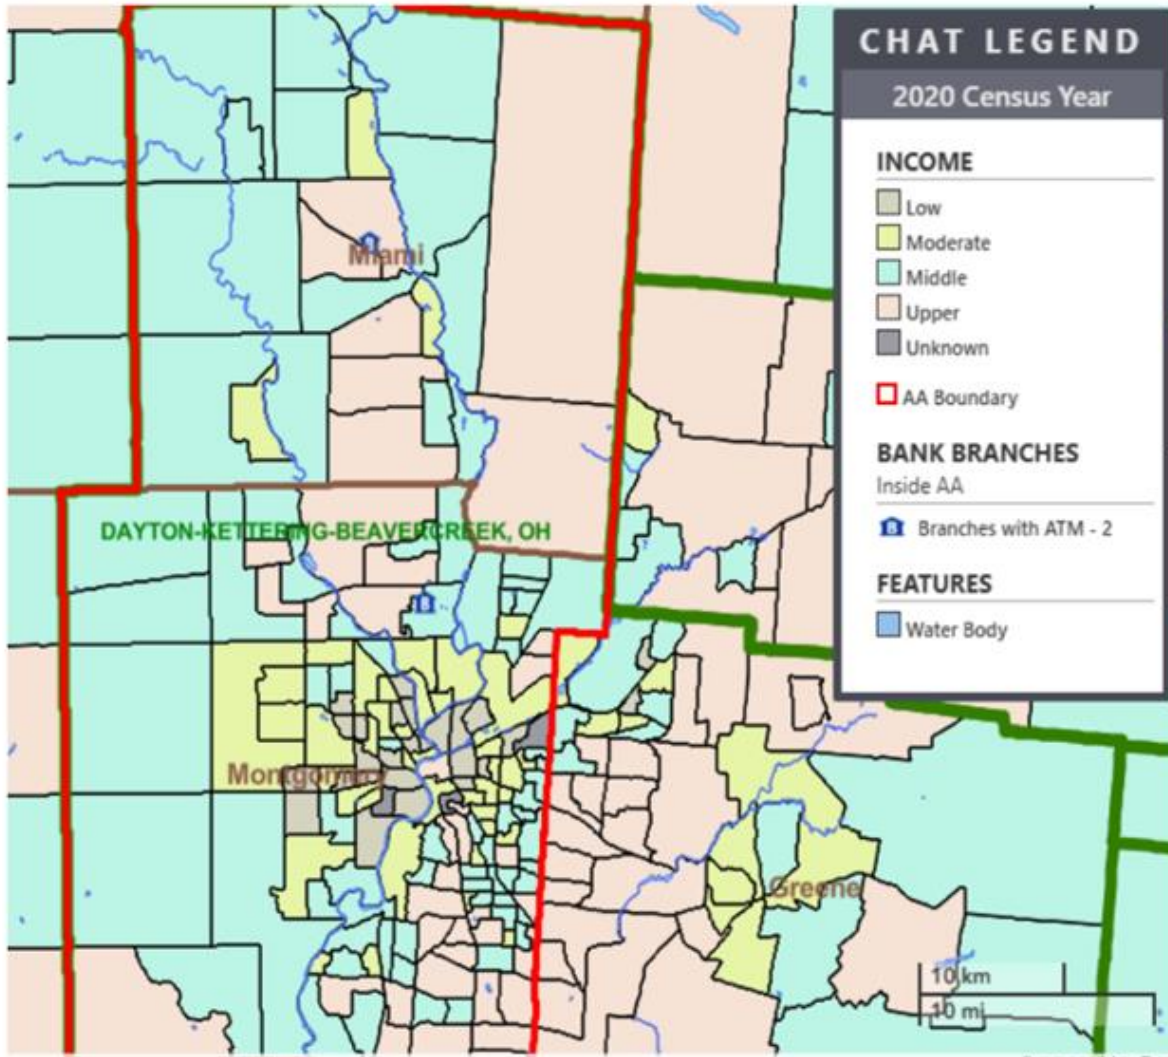 CHAT LEGEND
2020 Census Year
INCOME
Low
Moderate
Middle
Upper
Unknown
AA Boundary
BANK BRANCHES
Inside AA
Branches with ATM - 2
FEATURES
Water Body
Miami
DAYTON-KETTERING-BEAVERCREEK, OH
Montgomery
Greene
10 km
10 mi